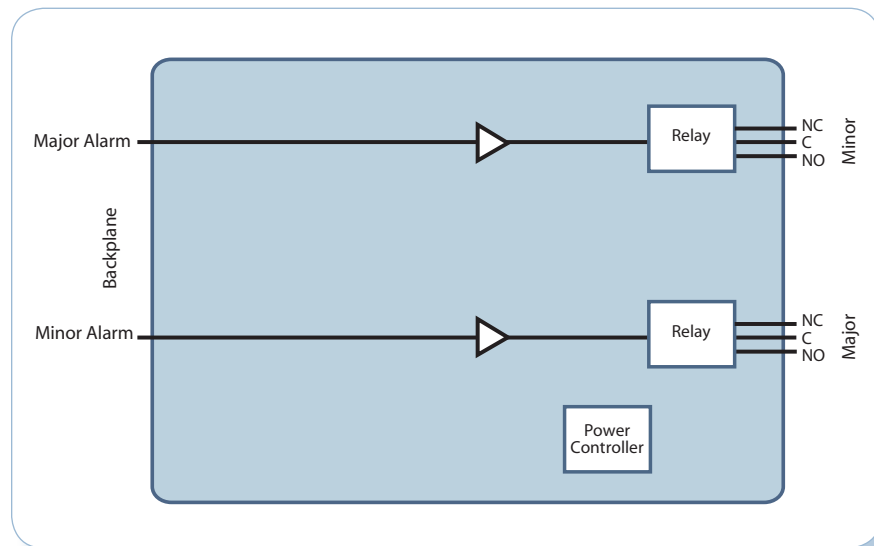 Major Alarm
Relay
NC
C
NO
Minor
Backplane
Minor Alarm
Relay
NC
C
NO
Major
Power
Controller